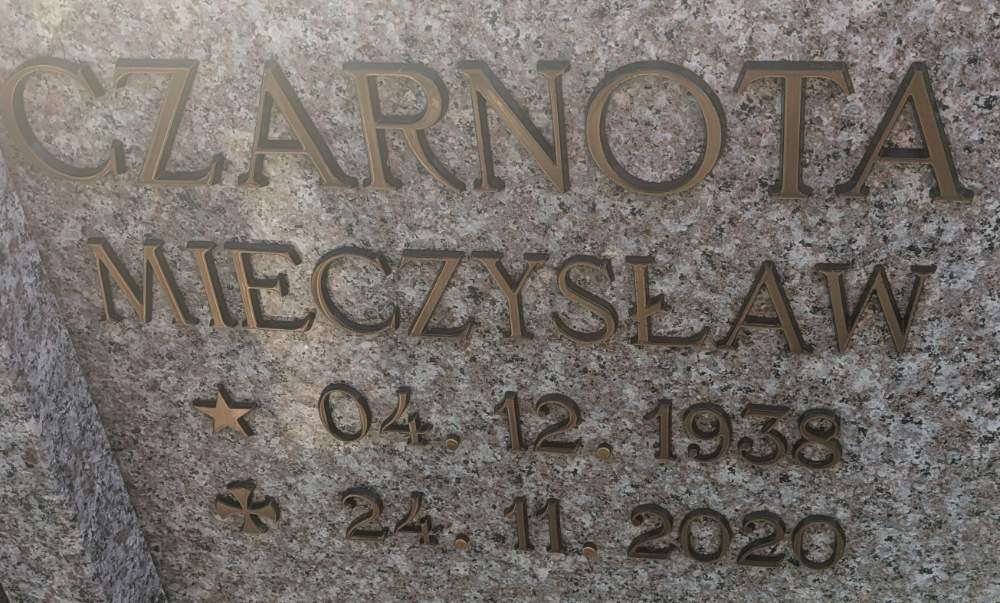 CZARNOTA
MIECZYSŁAW
★ 04. 12. 1938
✠ 24. 11. 2020